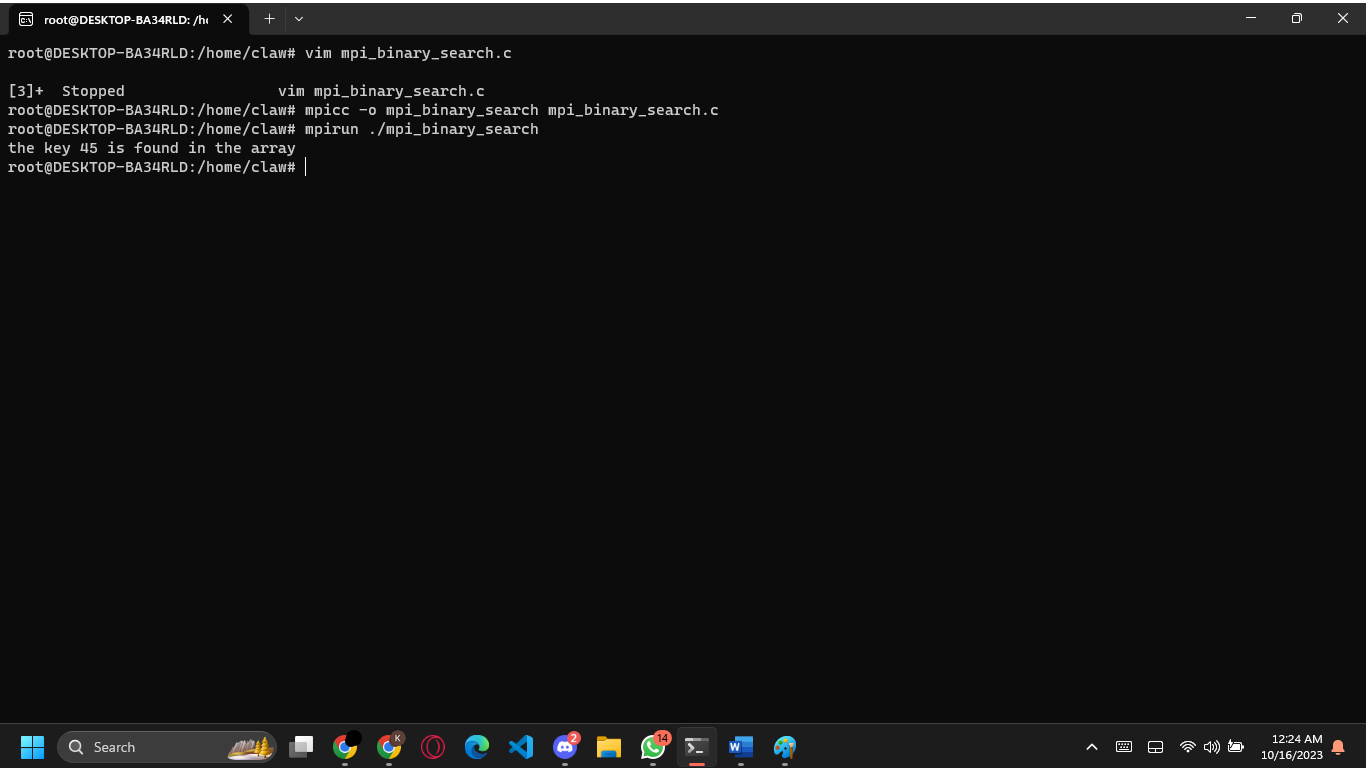 root@DESKTOP-BA34RLD: /h
root@DESKTOP-BA34RLD:/home/claw# vim mpi_binary_search.c
[3]+  Stopped                 vim mpi_binary_search.c
root@DESKTOP-BA34RLD:/home/claw# mpicc -o mpi_binary_search mpi_binary_search.c
root@DESKTOP-BA34RLD:/home/claw# mpirun ./mpi_binary_search
the key 45 is found in the array
root@DESKTOP-BA34RLD:/home/claw#
Search
K
2
14
12:24 AM
10/16/2023